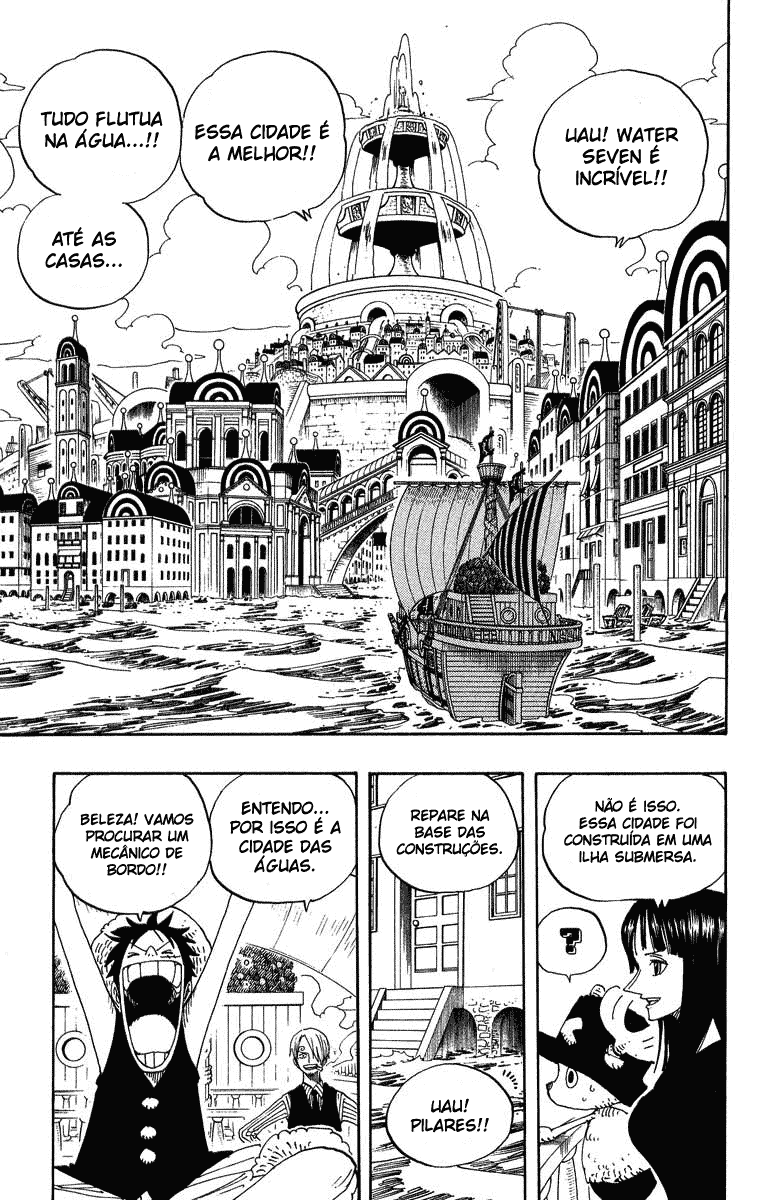 UAU! WATER
SEVEN É
INCRÍVEL!!
ESSA CIDADE É
A MELHOR!!
TUDO FLUTUA
NA ÁGUA...!!
ATÉ AS
CASAS...
NÃO É ISSO.
ESSA CIDADE FOI
CONSTRUÍDA EM UMA
ILHA SUBMERSA.
?
REPARE NA
BASE DAS
CONSTRUÇÕES.
UAU!
PILARES!!
ENTENDO...
POR ISSO É A
CIDADE DAS
ÁGUAS.
BELEZA! VAMOS
PROCURAR UM
MECÂNICO DE
BORDO!!